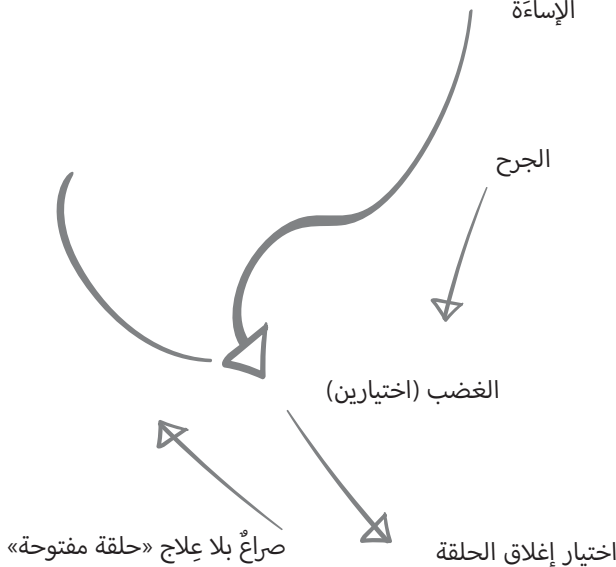 الإساءَة
الجرح
الغضب (اختيارين)
اختيار إغلاق الحلقة
صراعٌ بلا عِلاج «حلقة مفتوحة»